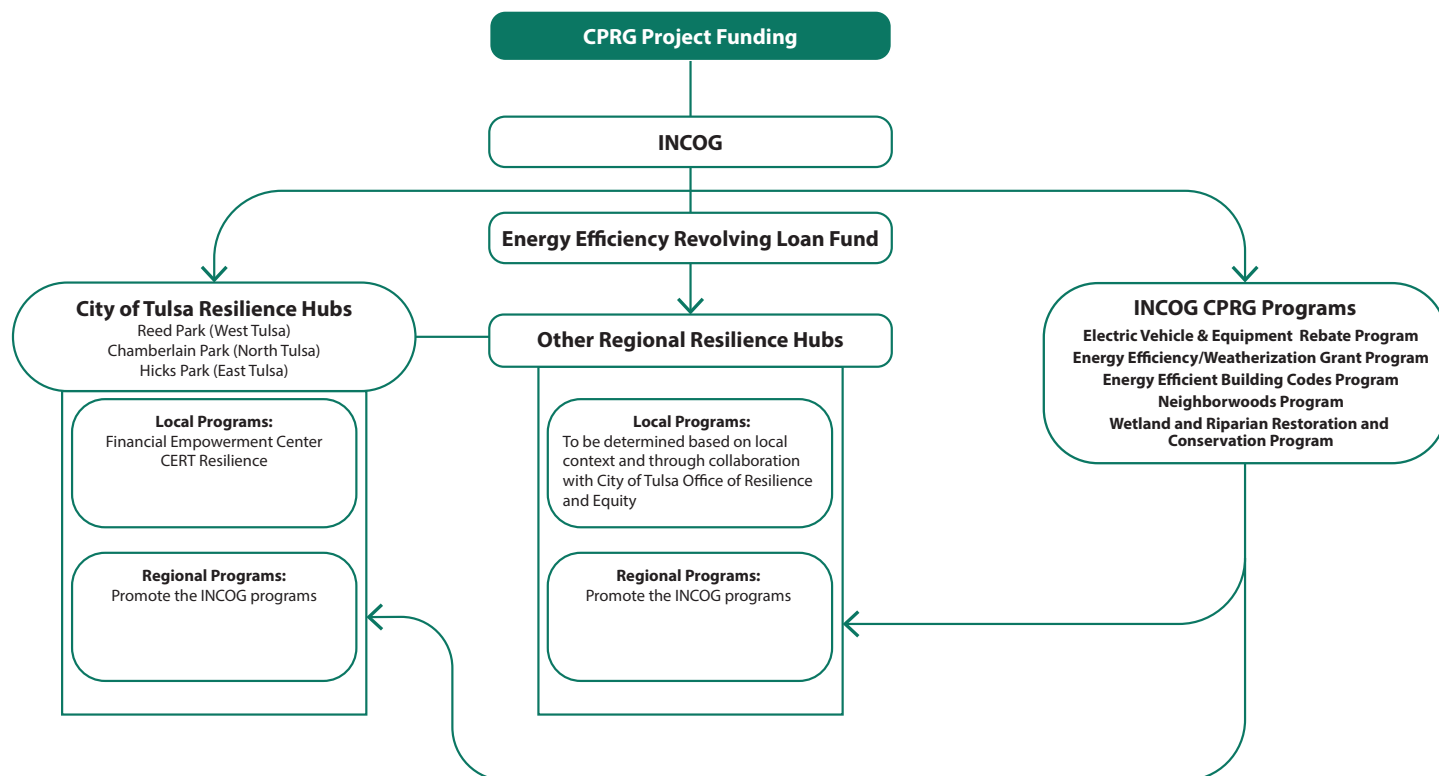 CPRG Project Funding
INCOG
Energy Efficiency Revolving Loan Fund
City of Tulsa Resilience Hubs
Reed Park (West Tulsa)
Chamberlain Park (North Tulsa)
Hicks Park (East Tulsa)
Local Programs:
Financial Empowerment Center
CERT Resilience
Regional Programs:
Promote the INCOG programs
Other Regional Resilience Hubs
Local Programs:
To be determined based on local
context and through collaboration
with City of Tulsa Office of Resilience
and Equity
Regional Programs:
Promote the INCOG programs
INCOG CPRG Programs
Electric Vehicle & Equipment Rebate Program
Energy Efficiency/Weatherization Grant Program
Energy Efficient Building Codes Program
Neighborwoods Program
Wetland and Riparian Restoration and
Conservation Program